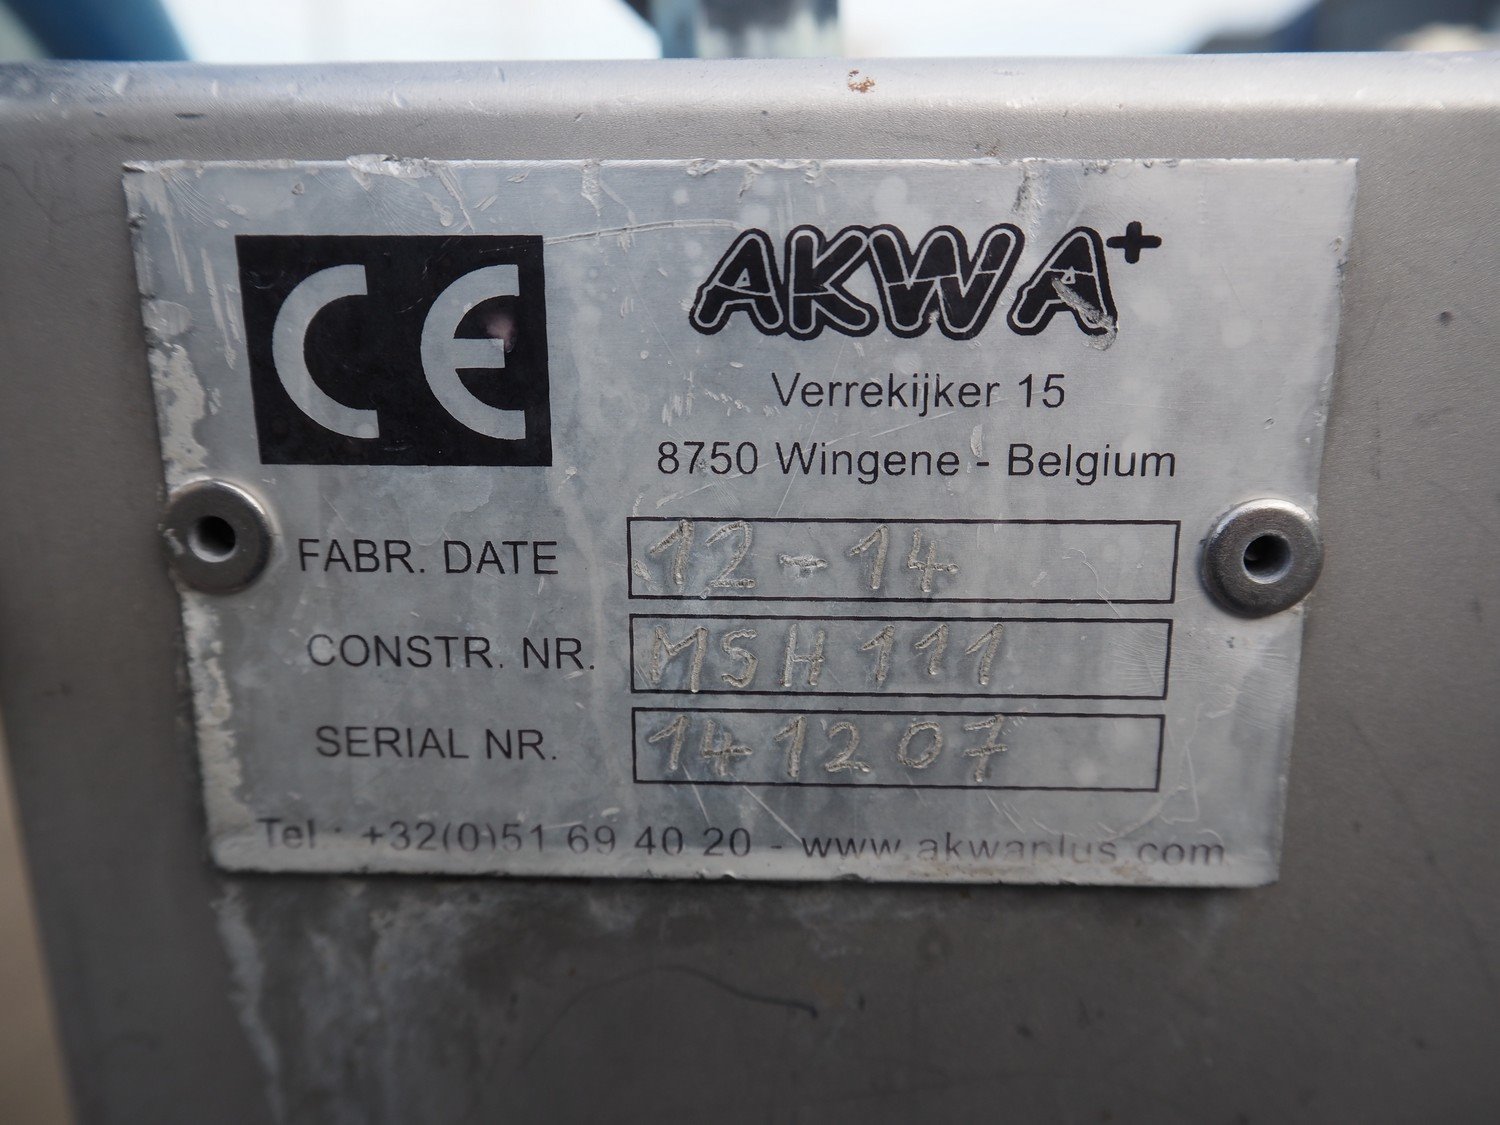 CE
AKWA+
Verrekijker 15
8750 Wingene - Belgium
FABR. DATE 12-14
CONSTR. NR. MSH111
SERIAL NR. 141207
Tel.: +32(0)51 69 40 20 - www.akwaplus.com